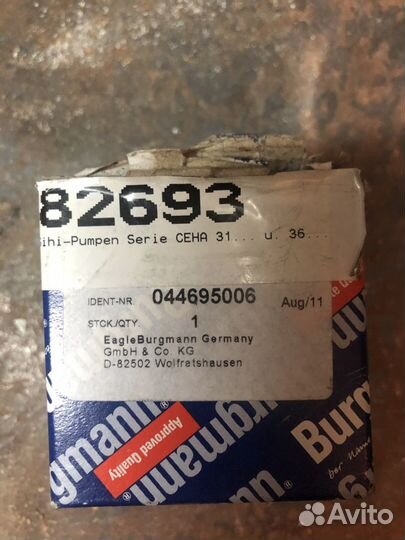 82693
ihi-Pumpen Serie CEHA 31... u. 36...
IDENT-NR. 044695006 Aug/11
STCK./QTY. 1
EagleBurgmann Germany
GmbH & Co. KG
D-82502 Wolfratshausen
Burgmann
Approved Quality
Burgmann
Burg
Avito